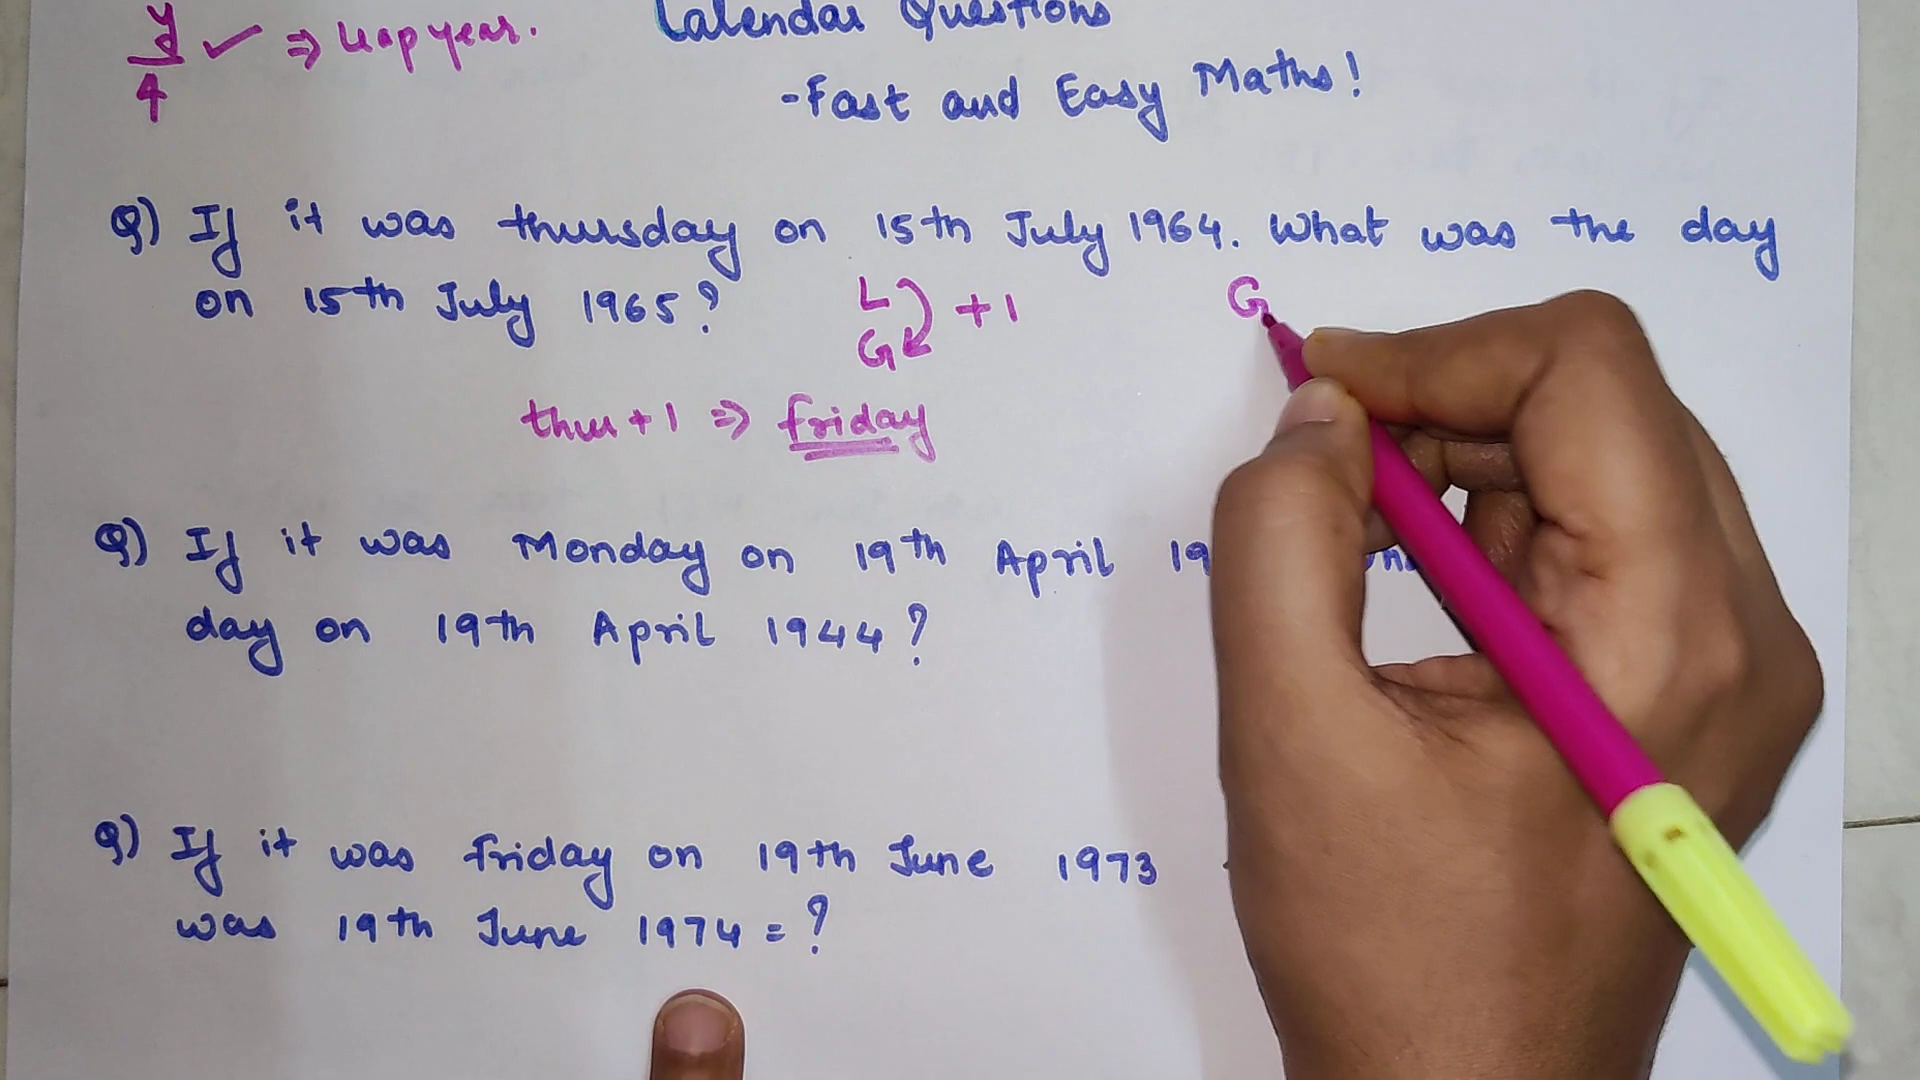 y/4 ✓ ⇒ leap year.
Calendar Questions
-Fast and Easy Maths!
Q) If it was thursday on 15th July 1964. What was the day
on 15th July 1965?
L
G
+1
G
thu+1 ⇒ friday
Q) If it was Monday on 19th April 19
day on 19th April 1944?
Q) If it was friday on 19th June 1973
was 19th June 1974 = ?